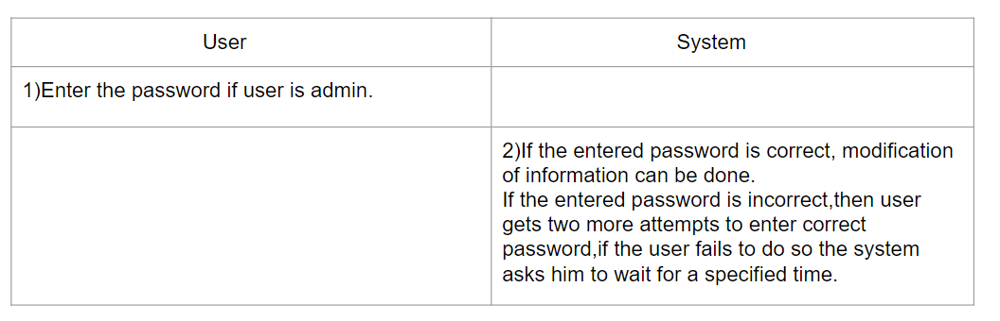 User
System
1)Enter the password if user is admin.
2)If the entered password is correct, modification
of information can be done.
If the entered password is incorrect,then user
gets two more attempts to enter correct
password,if the user fails to do so the system
asks him to wait for a specified time.